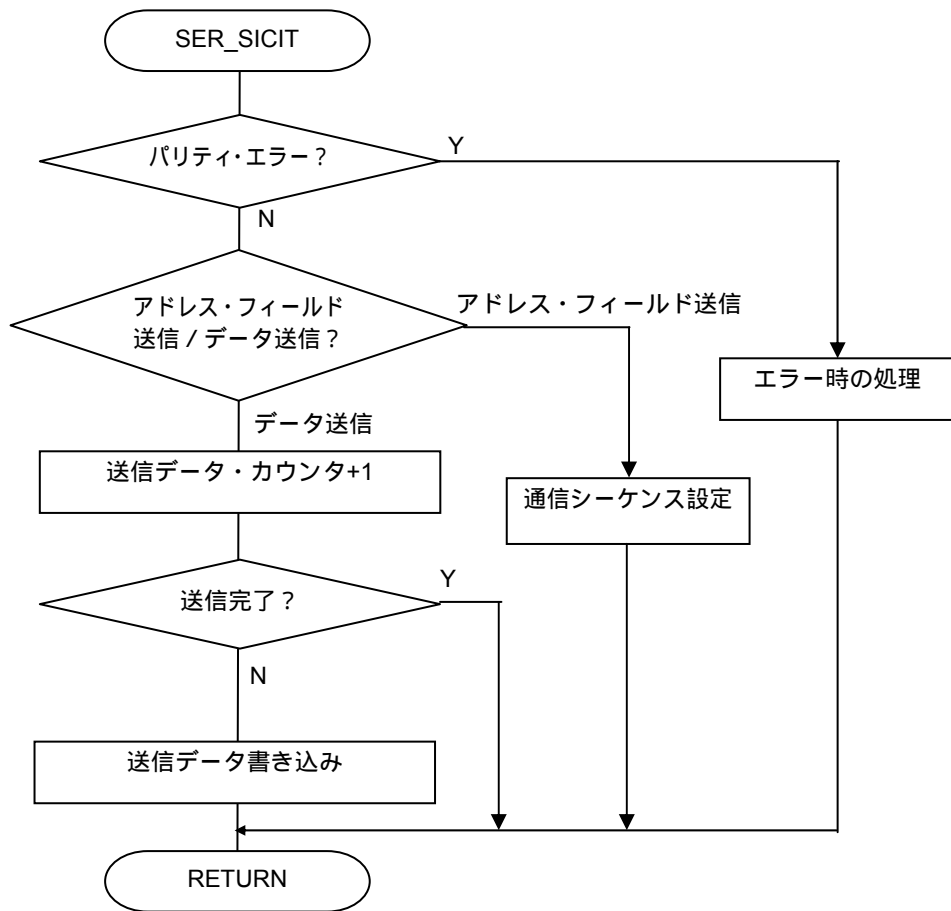 SER_SICIT
パリティ・エラー？
Y
N
アドレス・フィールド
送信 / データ送信？
アドレス・フィールド送信
エラー時の処理
データ送信
送信データ・カウンタ+1
通信シーケンス設定
送信完了？
Y
N
送信データ書き込み
RETURN